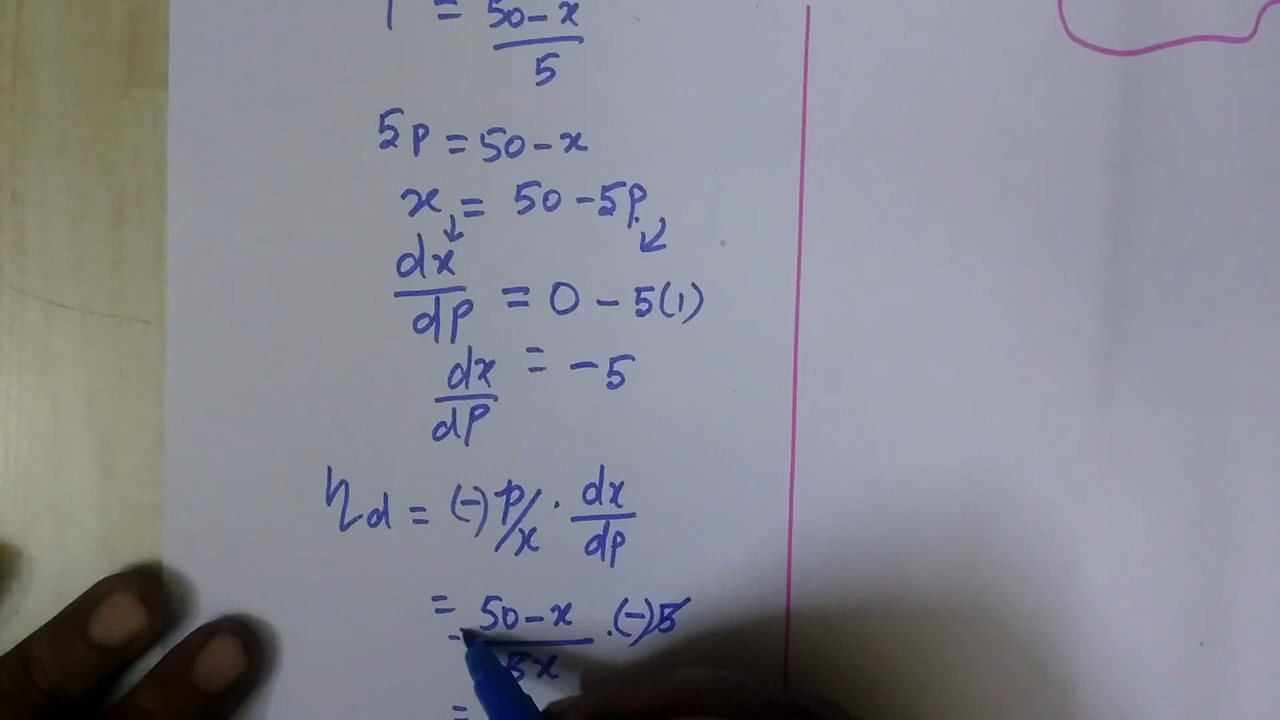 P = 50-x / 5
5p = 50-x
x = 50-5p
dx/dp = 0-5(1)
dx/dp = -5
ηd = (-) p/x · dx/dp
= - 50-x / 5x · (-)5
=